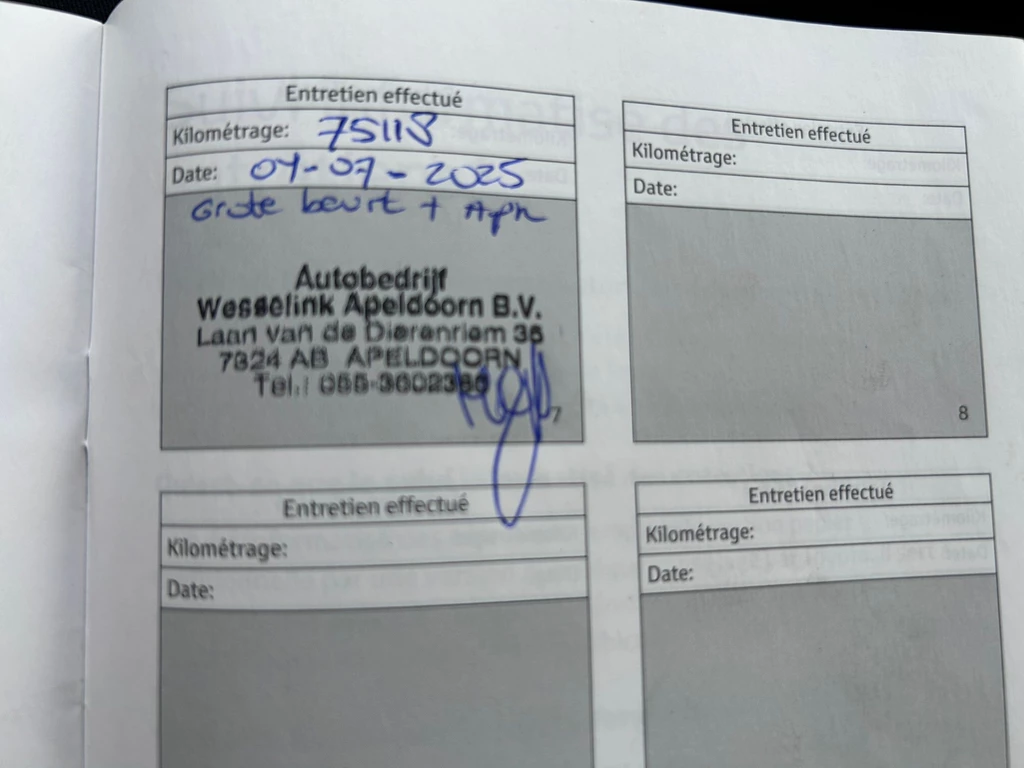 Entretien effectué
Kilométrage: 75118
Date: 04-07-2025
Grote beurt + Apk
Autobedrijf
Wesselink Apeldoorn B.V.
Laan van de Dierenriem 36
7324 AB APELDOORN
Tel.: 055-3602386
7
Entretien effectué
Kilométrage:
Date:
8
Entretien effectué
Kilométrage:
Date:
Entretien effectué
Kilométrage:
Date: